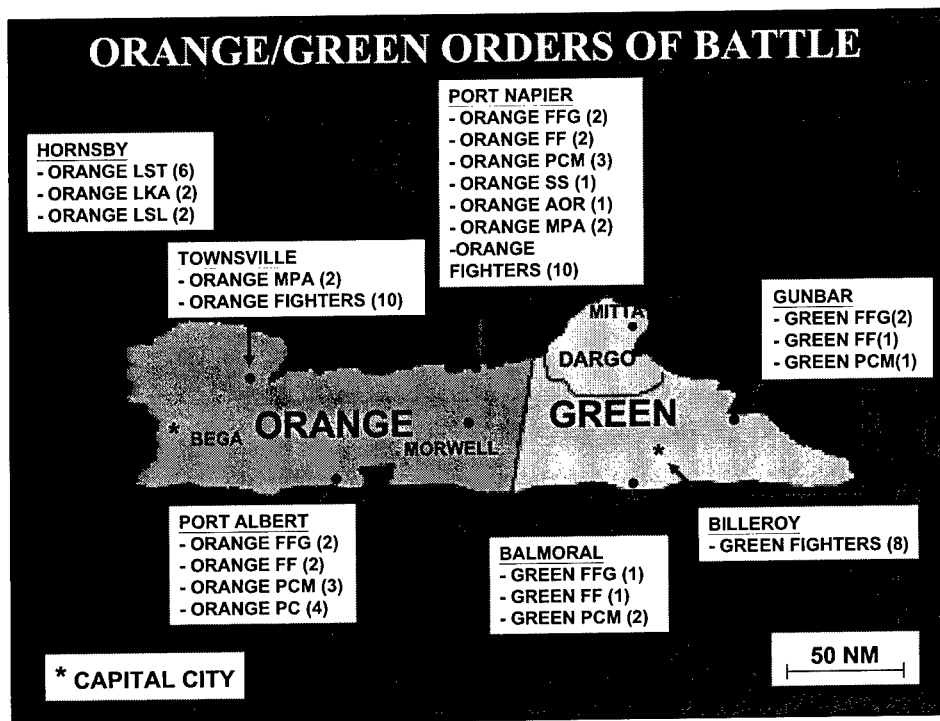 ORANGE/GREEN ORDERS OF BATTLE
PORT NAPIER
- ORANGE FFG (2)
- ORANGE FF (2)
- ORANGE PCM (3)
- ORANGE SS (1)
- ORANGE AOR (1)
- ORANGE MPA (2)
-ORANGE
FIGHTERS (10)
HORNSBY
- ORANGE LST (6)
- ORANGE LKA (2)
- ORANGE LSL (2)
TOWNSVILLE
- ORANGE MPA (2)
- ORANGE FIGHTERS (10)
GUNBAR
- GREEN FFG(2)
- GREEN FF(1)
- GREEN PCM(1)
MITTA
DARGO
ORANGE
GREEN
* BEGA
MORWELL
*
PORT ALBERT
- ORANGE FFG (2)
- ORANGE FF (2)
- ORANGE PCM (3)
- ORANGE PC (4)
BALMORAL
- GREEN FFG (1)
- GREEN FF (1)
- GREEN PCM (2)
BILLEROY
- GREEN FIGHTERS (8)
* CAPITAL CITY
50 NM